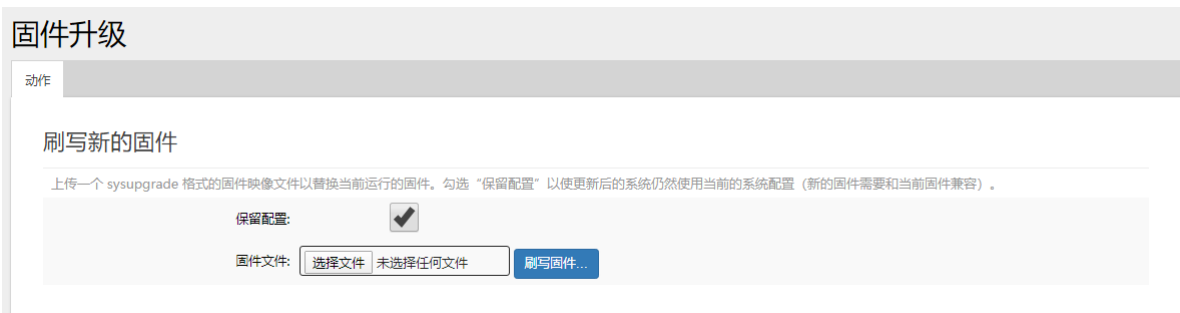 固件升级
动作
刷写新的固件
上传一个 sysupgrade 格式的固件映像文件以替换当前运行的固件。勾选“保留配置”以使更新后的系统仍然使用当前的系统配置（新的固件需要和当前固件兼容）。
保留配置:
固件文件: 选择文件 未选择任何文件 刷写固件...